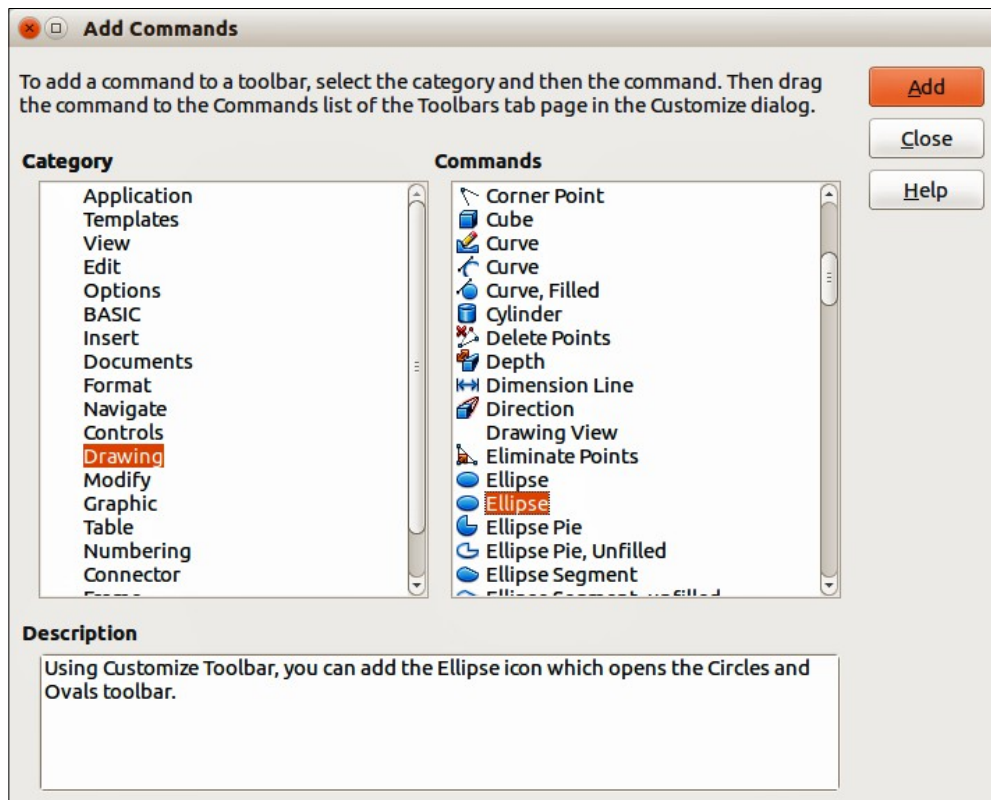 Add Commands
To add a command to a toolbar, select the category and then the command. Then drag
the command to the Commands list of the Toolbars tab page in the Customize dialog.
Add
Close
Help
Category
Application
Templates
View
Edit
Options
BASIC
Insert
Documents
Format
Navigate
Controls
Drawing
Modify
Graphic
Table
Numbering
Connector
Frame
Commands
Corner Point
Cube
Curve
Curve
Curve, Filled
Cylinder
Delete Points
Depth
Dimension Line
Direction
Drawing View
Eliminate Points
Ellipse
Ellipse
Ellipse Pie
Ellipse Pie, Unfilled
Ellipse Segment
Ellipse Segment, unfilled
Description
Using Customize Toolbar, you can add the Ellipse icon which opens the Circles and
Ovals toolbar.